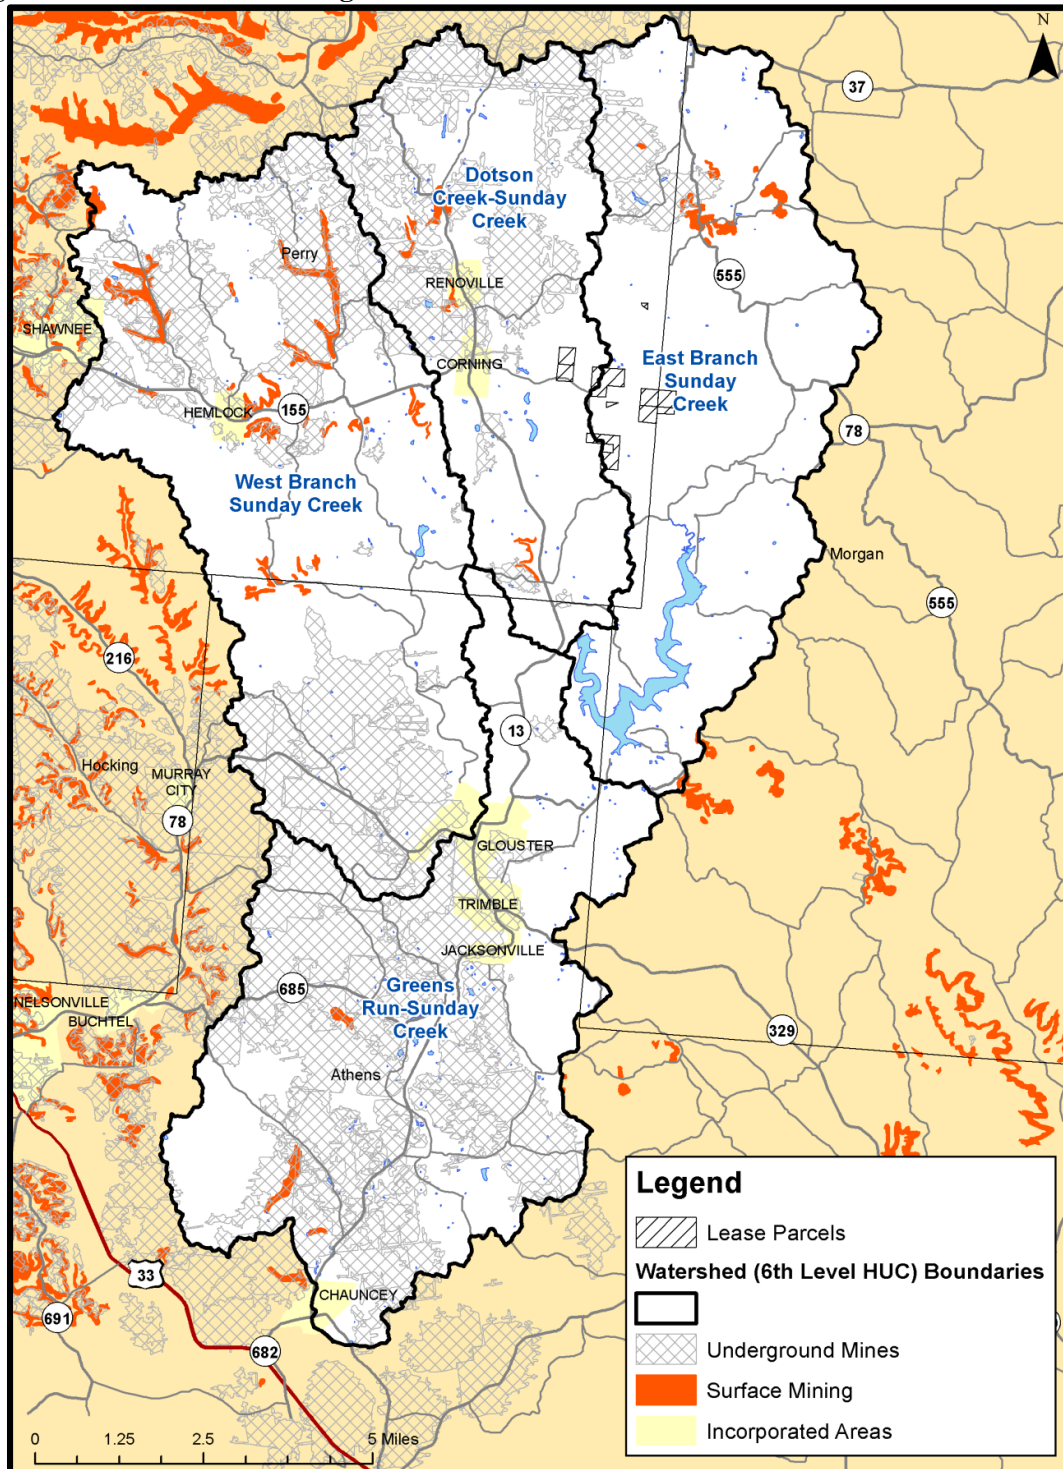 N
37
Dotson
Creek-Sunday
Creek
Perry
555
RENOVILLE
SHAWNEE
CORNING
East Branch
Sunday
Creek
HEMLOCK
155
78
West Branch
Sunday Creek
Morgan
555
216
13
Hocking
MURRAY
CITY
78
GLOUSTER
TRIMBLE
JACKSONVILLE
Greens
Run-Sunday
Creek
685
NELSONVILLE
BUCHTEL
329
Athens
Legend
Lease Parcels
Watershed (6th Level HUC) Boundaries
Underground Mines
Surface Mining
Incorporated Areas
33
CHAUNCEY
691
682
0 1.25 2.5 5 Miles